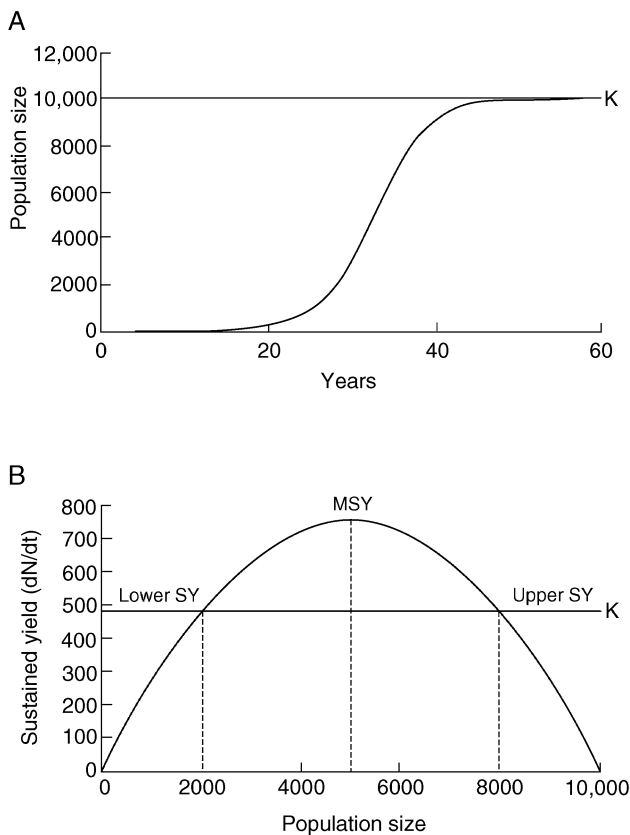 A
12,000
10,000
8000
6000
4000
2000
0
Population size
K
0 20 40 60
Years
B
800
700
600
500
400
300
200
100
0
Sustained yield (dN/dt)
MSY
Lower SY
Upper SY
K
0 2000 4000 6000 8000 10,000
Population size